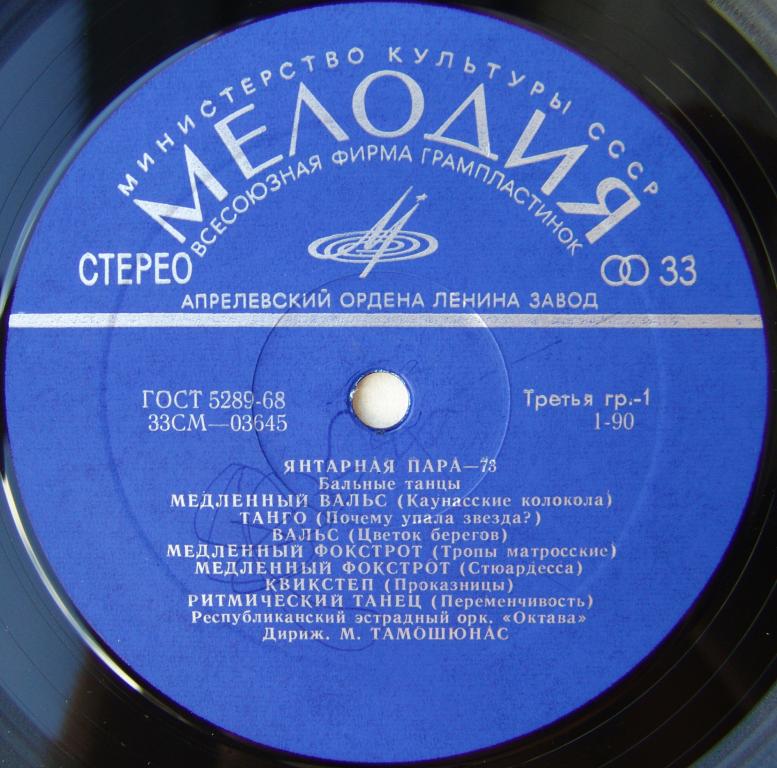 МИНИСТЕРСТВО КУЛЬТУРЫ СССР
МЕЛОДИЯ
ВСЕСОЮЗНАЯ ФИРМА ГРАМПЛАСТИНОК
СТЕРЕО 33
АПРЕЛЕВСКИЙ ОРДЕНА ЛЕНИНА ЗАВОД
ГОСТ 5289-68 Третья гр.-1
33СМ—03645 1-90
ЯНТАРНАЯ ПАРА—73
Бальные танцы
МЕДЛЕННЫЙ ВАЛЬС (Каунасские колокола)
ТАНГО (Почему упала звезда?)
ВАЛЬС (Цветок берегов)
МЕДЛЕННЫЙ ФОКСТРОТ (Тропы матросские)
МЕДЛЕННЫЙ ФОКСТРОТ (Стюардесса)
КВИКСТЕП (Проказницы)
РИТМИЧЕСКИЙ ТАНЕЦ (Переменчивость)
Республиканский эстрадный орк. «Октава»
Дириж. М. ТАМОШЮНАС